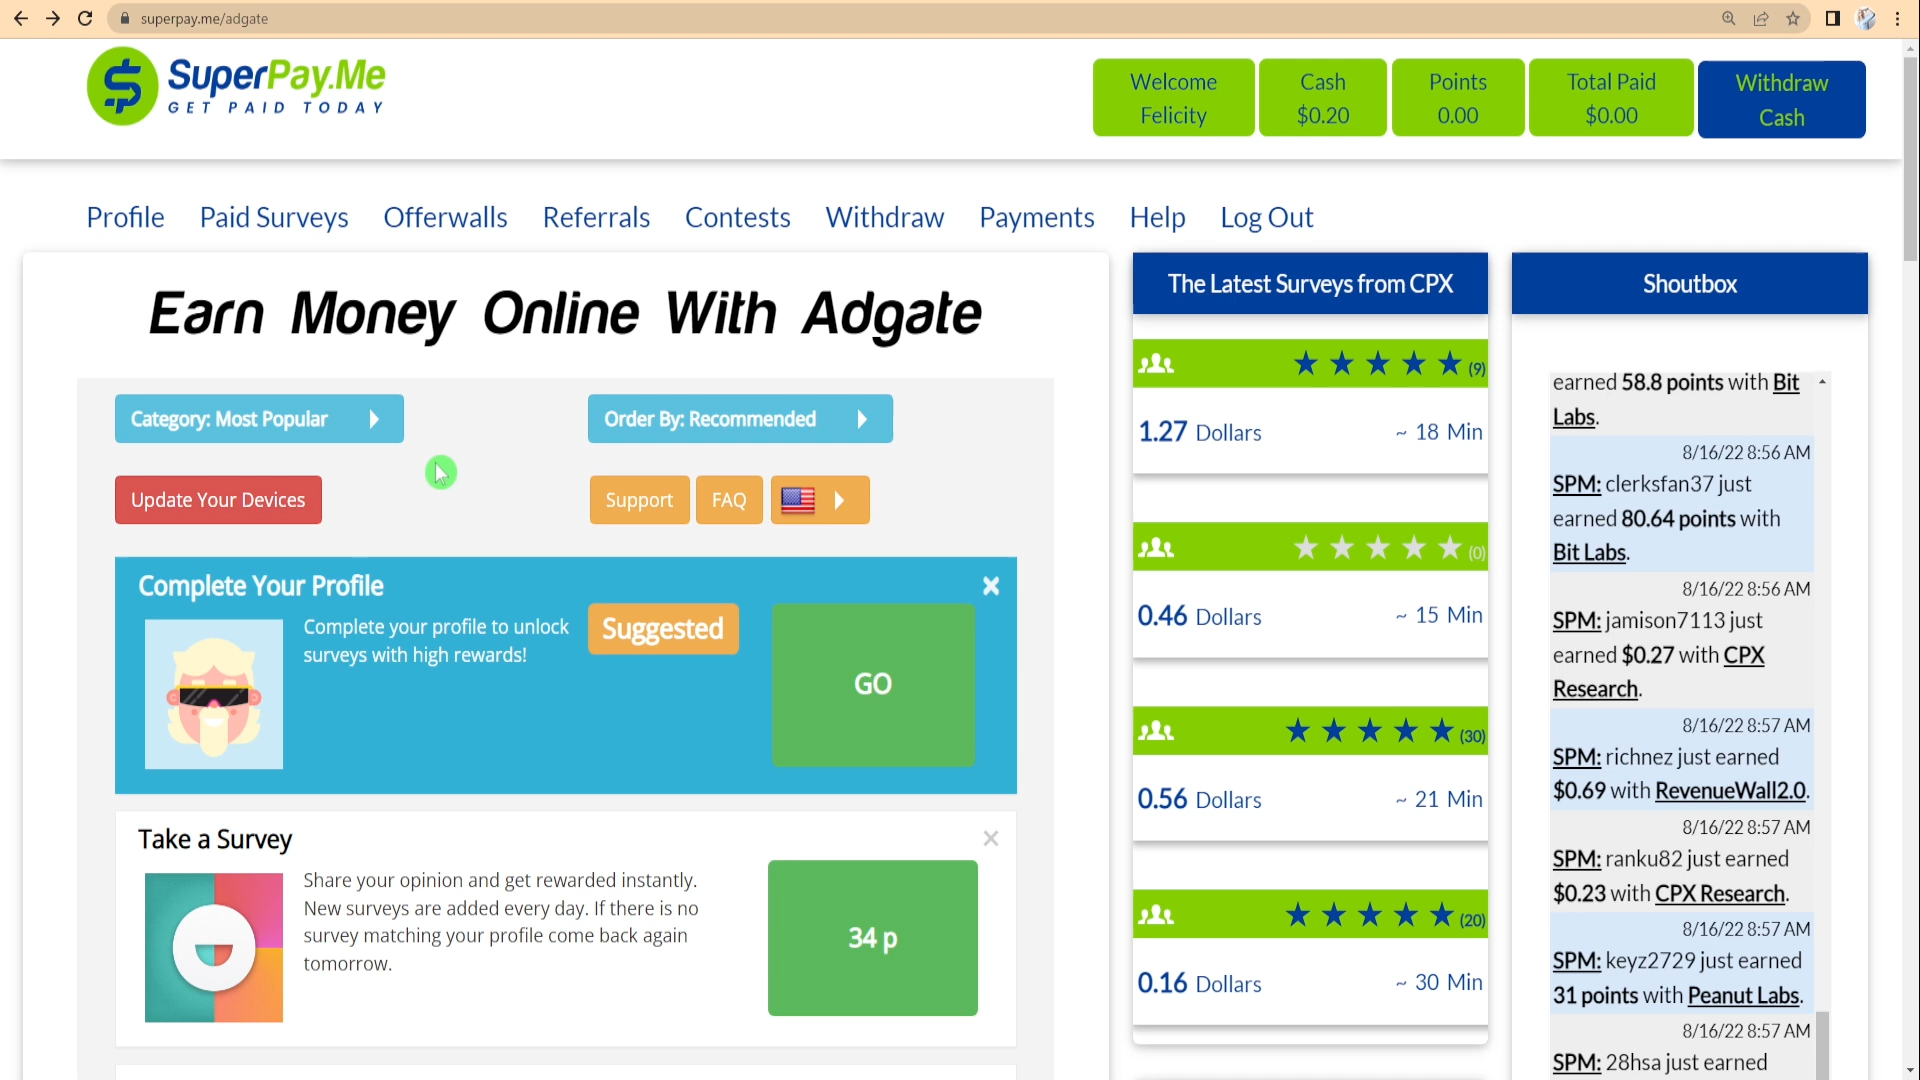 superpay.me/adgate
SuperPay.Me
GET PAID TODAY
Welcome
Felicity
Cash
$0.20
Points
0.00
Total Paid
$0.00
Withdraw
Cash
Profile
Paid Surveys
Offerwalls
Referrals
Contests
Withdraw
Payments
Help
Log Out
Earn Money Online With Adgate
Category: Most Popular
Order By: Recommended
Update Your Devices
Support
FAQ
Complete Your Profile
Complete your profile to unlock
surveys with high rewards!
Suggested
GO
Take a Survey
Share your opinion and get rewarded instantly.
New surveys are added every day. If there is no
survey matching your profile come back again
tomorrow.
34 p
The Latest Surveys from CPX
(9)
1.27 Dollars ~ 18 Min
(0)
0.46 Dollars ~ 15 Min
(30)
0.56 Dollars ~ 21 Min
(20)
0.16 Dollars ~ 30 Min
Shoutbox
earned 58.8 points with Bit
Labs.
8/16/22 8:56 AM
SPM: clerksfan37 just
earned 80.64 points with
Bit Labs.
8/16/22 8:56 AM
SPM: jamison7113 just
earned $0.27 with CPX
Research.
8/16/22 8:57 AM
SPM: richnez just earned
$0.69 with RevenueWall2.0.
8/16/22 8:57 AM
SPM: ranku82 just earned
$0.23 with CPX Research.
8/16/22 8:57 AM
SPM: keyz2729 just earned
31 points with Peanut Labs.
8/16/22 8:57 AM
SPM: 28hsa just earned